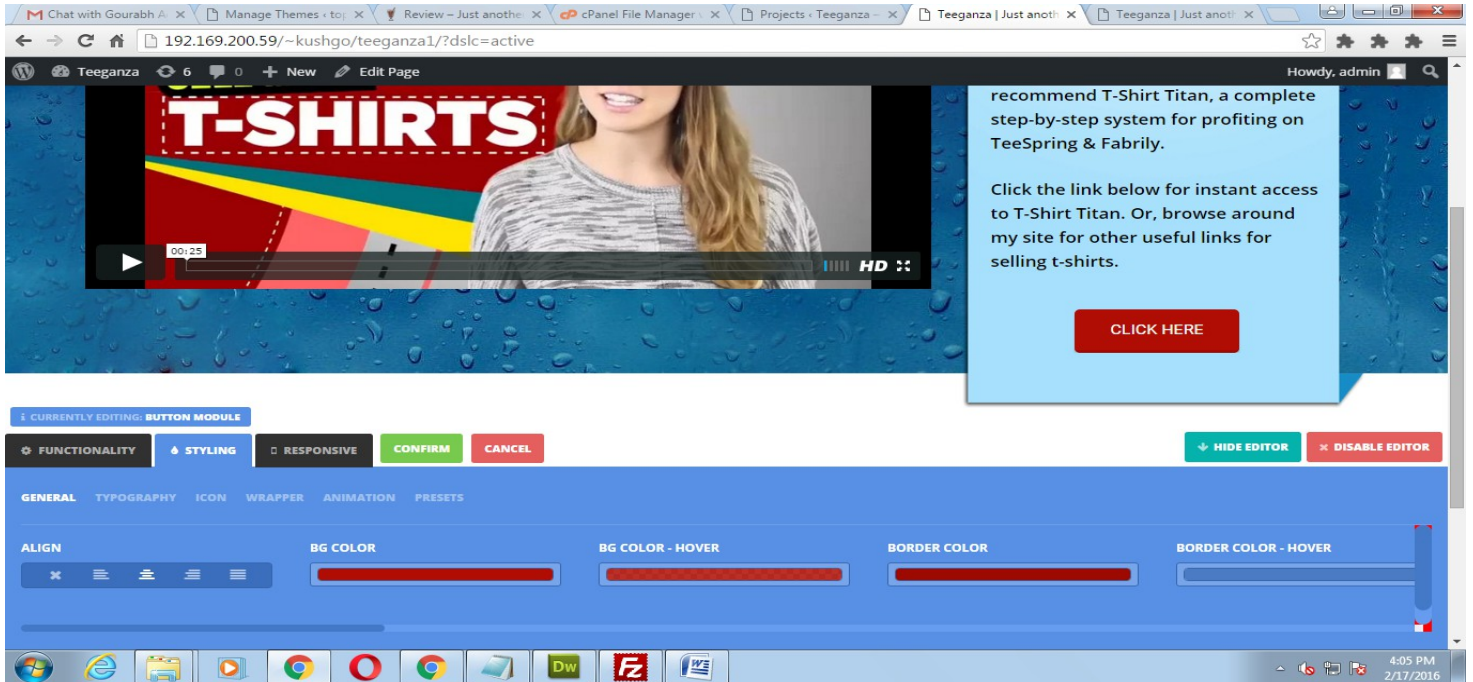 Chat with Gourabh A
Manage Themes ‹ top
Review – Just anothe
cPanel File Manager
Projects ‹ Teeganza –
Teeganza | Just anoth
Teeganza | Just anoth
192.169.200.59/~kushgo/teeganza1/?dslc=active
Teeganza 6 0 + New Edit Page Howdy, admin
T-SHIRTS
recommend T-Shirt Titan, a complete
step-by-step system for profiting on
TeeSpring & Fabrily.
Click the link below for instant access
to T-Shirt Titan. Or, browse around
my site for other useful links for
selling t-shirts.
00:25
HD
CLICK HERE
i CURRENTLY EDITING: BUTTON MODULE
FUNCTIONALITY STYLING RESPONSIVE CONFIRM CANCEL HIDE EDITOR DISABLE EDITOR
GENERAL TYPOGRAPHY ICON WRAPPER ANIMATION PRESETS
ALIGN BG COLOR BG COLOR - HOVER BORDER COLOR BORDER COLOR - HOVER
Dw
Fz
W
4:05 PM
2/17/2016